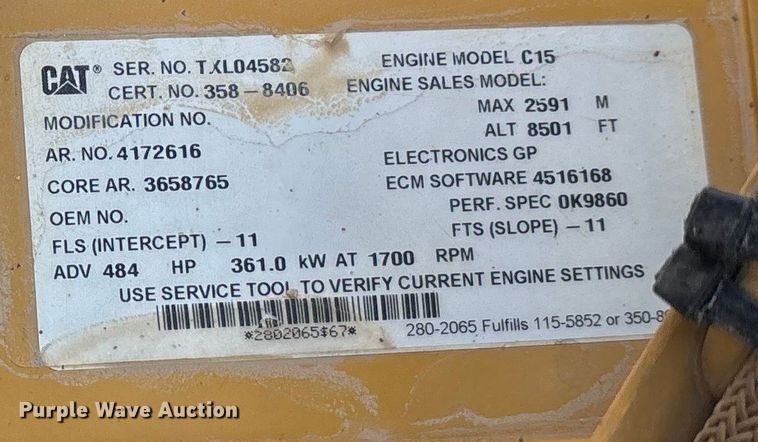 CAT® SER. NO. TXL04582 ENGINE MODEL C15
CERT. NO. 358-8406 ENGINE SALES MODEL:
MODIFICATION NO. MAX 2591 M
ALT 8501 FT
AR. NO. 4172616 ELECTRONICS GP
CORE AR. 3658765 ECM SOFTWARE 4516168
OEM NO. PERF. SPEC 0K9860
FLS (INTERCEPT) -11 FTS (SLOPE) -11
ADV 484 HP 361.0 kW AT 1700 RPM
USE SERVICE TOOL TO VERIFY CURRENT ENGINE SETTINGS
*2802065$67* 280-2065 Fulfills 115-5852 or
Purple Wave Auction